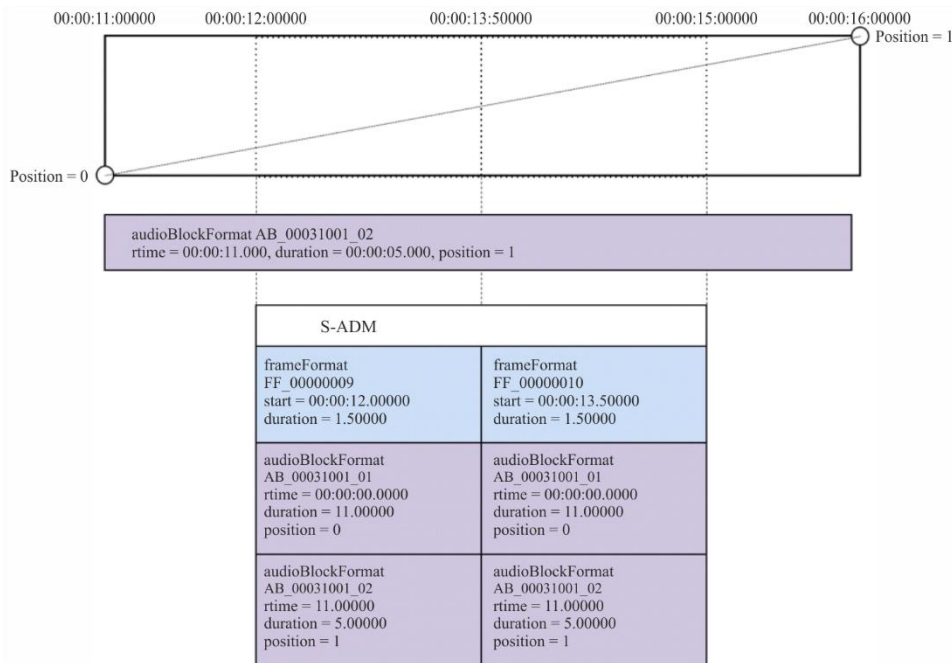 00:00:11:00000 00:00:12:00000 00:00:13:50000 00:00:15:00000 00:00:16:00000
Position = 1
Position = 0
audioBlockFormat AB_00031001_02
rtime = 00:00:11.000, duration = 00:00:05.000, position = 1
S-ADM
frameFormat
FF_00000009
start = 00:00:12.00000
duration = 1.50000
frameFormat
FF_00000010
start = 00:00:13.50000
duration = 1.50000
audioBlockFormat
AB_00031001_01
rtime = 00:00:00.0000
duration = 11.00000
position = 0
audioBlockFormat
AB_00031001_01
rtime = 00:00:00.0000
duration = 11.00000
position = 0
audioBlockFormat
AB_00031001_02
rtime = 11.00000
duration = 5.00000
position = 1
audioBlockFormat
AB_00031001_02
rtime = 11.00000
duration = 5.00000
position = 1